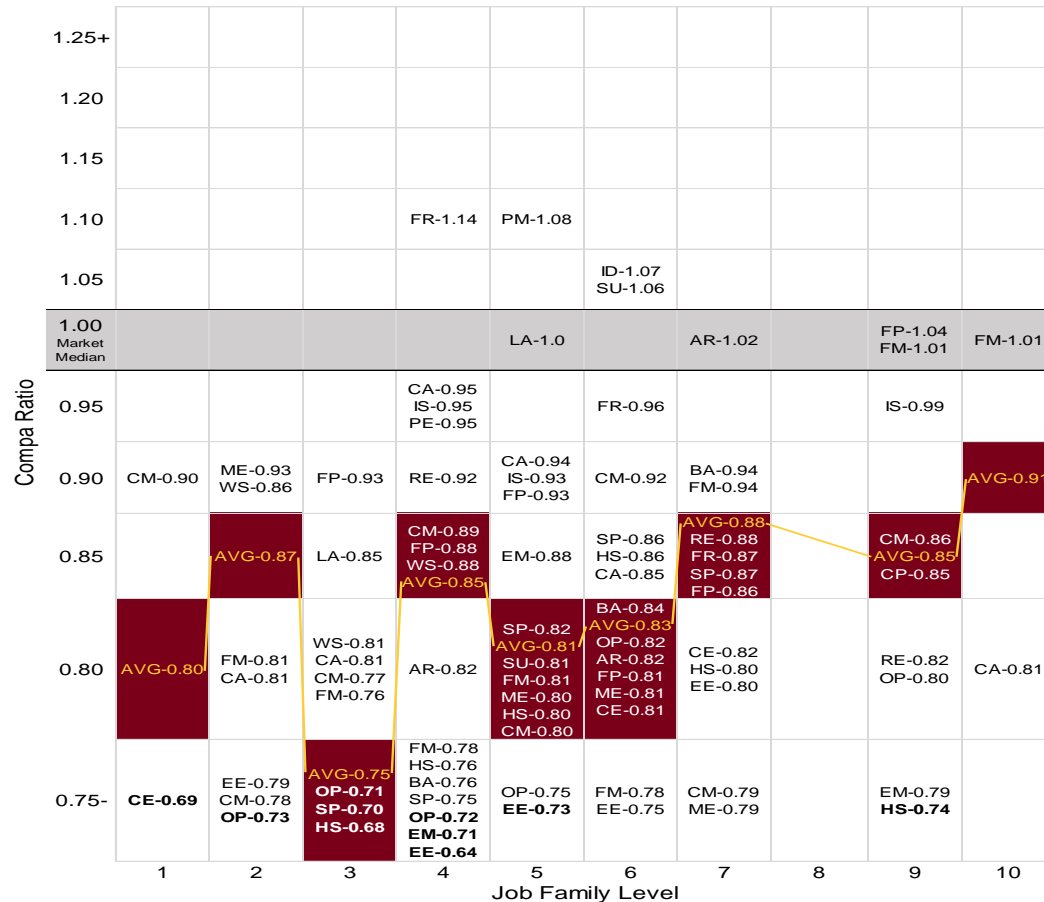 1.25+
1.20
1.15
1.10
FR-1.14
PM-1.08
1.05
ID-1.07
SU-1.06
1.00
Market
Median
LA-1.0
AR-1.02
FP-1.04
FM-1.01
FM-1.01
Compa Ratio
0.95
CA-0.95
IS-0.95
PE-0.95
FR-0.96
IS-0.99
0.90
CM-0.90
ME-0.93
WS-0.86
FP-0.93
RE-0.92
CA-0.94
IS-0.93
FP-0.93
CM-0.92
BA-0.94
FM-0.94
AVG-0.91
0.85
AVG-0.87
LA-0.85
CM-0.89
FP-0.88
WS-0.88
AVG-0.85
EM-0.88
SP-0.86
HS-0.86
CA-0.85
AVG-0.88
RE-0.88
FR-0.87
SP-0.87
FP-0.86
CM-0.86
AVG-0.85
CP-0.85
0.80
AVG-0.80
FM-0.81
CA-0.81
WS-0.81
CA-0.81
CM-0.77
FM-0.76
AR-0.82
SP-0.82
AVG-0.81
SU-0.81
FM-0.81
ME-0.80
HS-0.80
CM-0.80
BA-0.84
AVG-0.83
OP-0.82
AR-0.82
FP-0.81
ME-0.81
CE-0.81
CE-0.82
HS-0.80
EE-0.80
RE-0.82
OP-0.80
CA-0.81
0.75-
CE-0.69
EE-0.79
CM-0.78
OP-0.73
AVG-0.75
OP-0.71
SP-0.70
HS-0.68
FM-0.78
HS-0.76
BA-0.76
SP-0.75
OP-0.72
EM-0.71
EE-0.64
OP-0.75
EE-0.73
FM-0.78
EE-0.75
CM-0.79
ME-0.79
EM-0.79
HS-0.74
1 2 3 4 5 6 7 8 9 10
Job Family Level